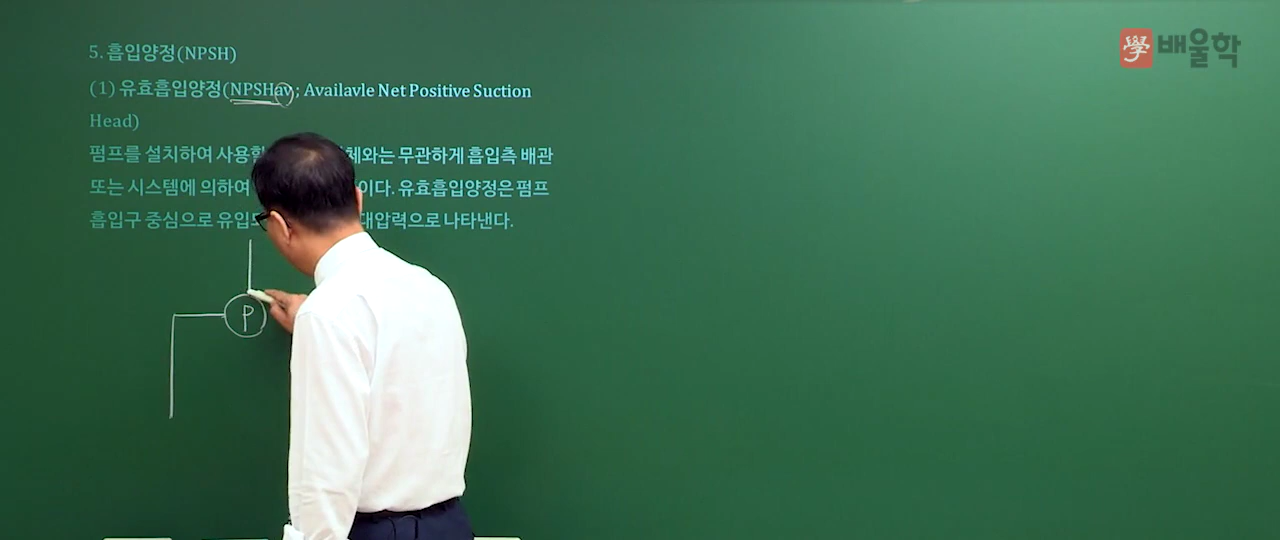 學 배울학
5. 흡입양정(NPSH)
(1) 유효흡입양정(NPSHav ; Availavle Net Positive Suction
Head)
펌프를 설치하여 사용할 체와는 무관하게 흡입측 배관
또는 시스템에 의하여 이다. 유효흡입양정은 펌프
흡입구 중심으로 유입 대압력으로 나타낸다.
P